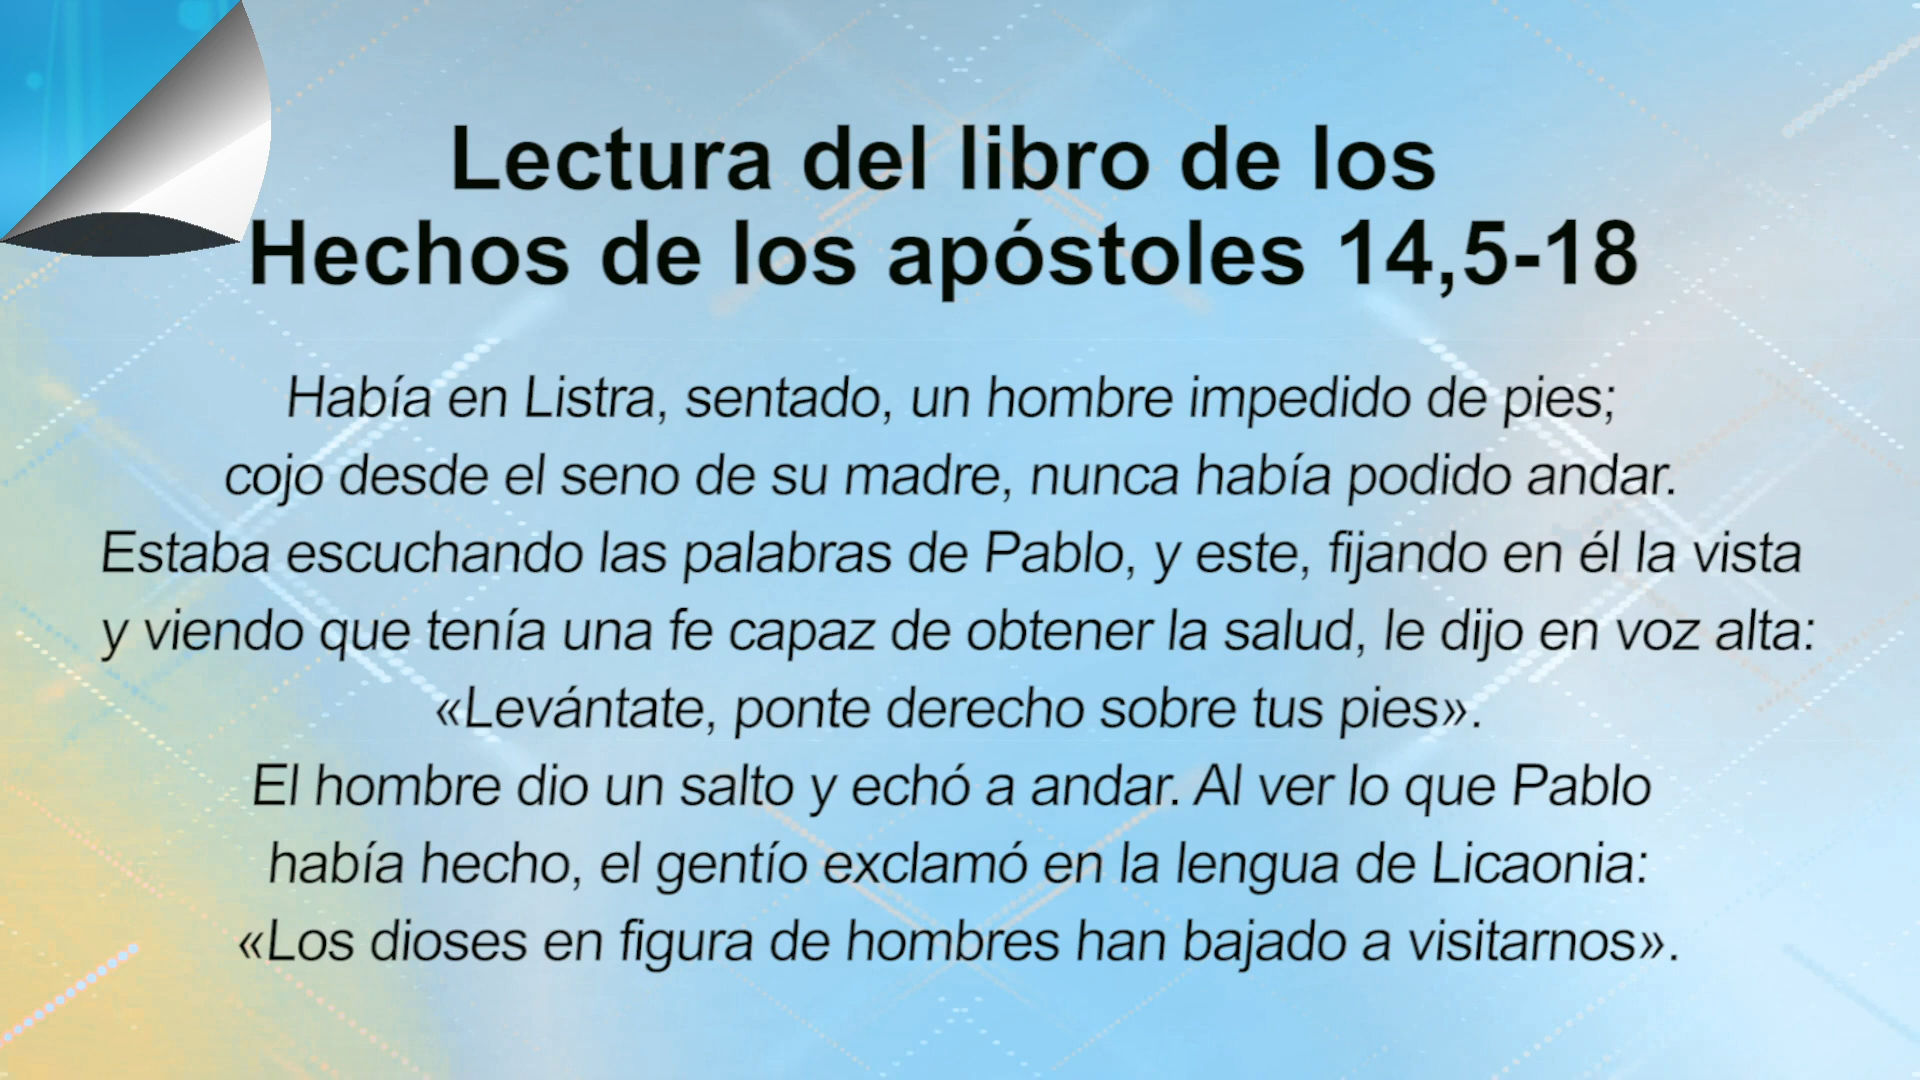 Lectura del libro de los
Hechos de los apóstoles 14,5-18
Había en Listra, sentado, un hombre impedido de pies;
cojo desde el seno de su madre, nunca había podido andar.
Estaba escuchando las palabras de Pablo, y este, fijando en él la vista
y viendo que tenía una fe capaz de obtener la salud, le dijo en voz alta:
«Levántate, ponte derecho sobre tus pies».
El hombre dio un salto y echó a andar. Al ver lo que Pablo
había hecho, el gentío exclamó en la lengua de Licaonia:
«Los dioses en figura de hombres han bajado a visitarnos».